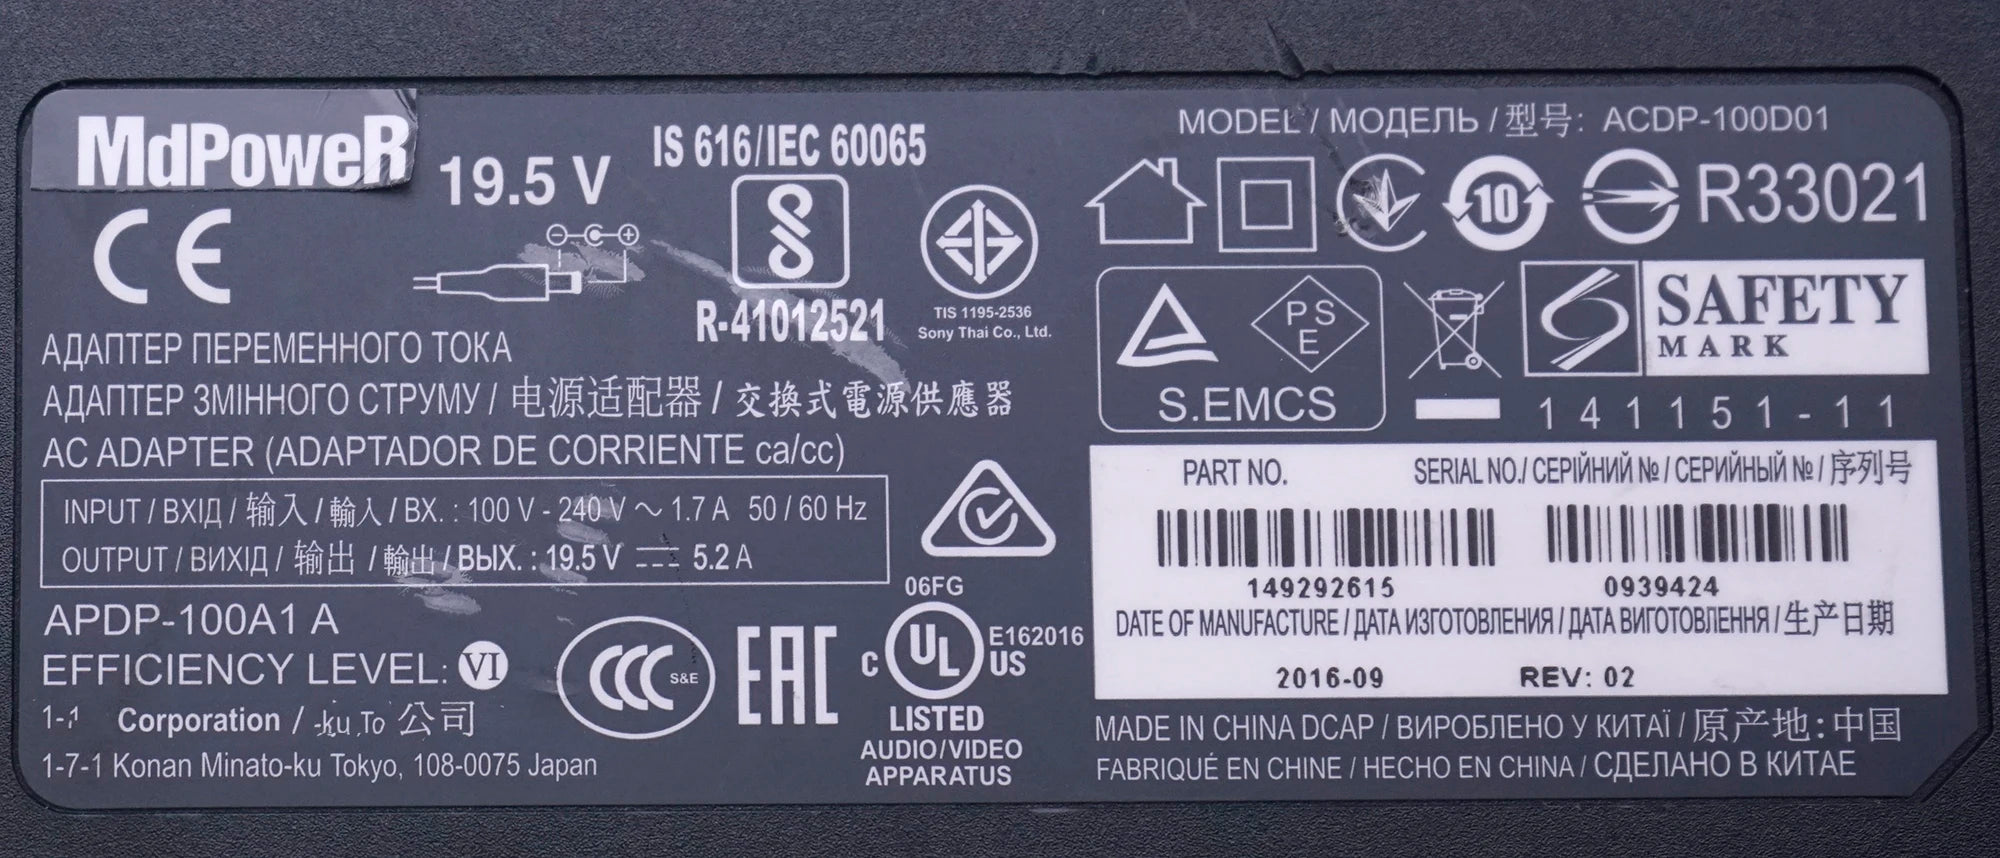 MdPoweR
19.5 V
IS 616/IEC 60065
R-41012521
TIS 1195-2536
Sony Thai Co., Ltd.
АДАПТЕР ПЕРЕМЕННОГО ТОКА
АДАПТЕР ЗМІННОГО СТРУМУ / 电源适配器 / 交換式電源供應器
AC ADAPTER (ADAPTADOR DE CORRIENTE ca/cc)
INPUT / ВХІД / 输入 / 輸入 / ВХ. : 100 V - 240 V ～ 1.7 A 50 / 60 Hz
OUTPUT / ВИХІД / 输出 / 輸出 / ВЫХ. : 19.5 V ⎓ 5.2 A
APDP-100A1 A
EFFICIENCY LEVEL: VI
Corporation / -ku, To 公司
1-7-1 Konan Minato-ku Tokyo, 108-0075 Japan
CCC S&E
EAC
06FG
C UL US E162016
LISTED
AUDIO/VIDEO
APPARATUS
MODEL / МОДЕЛЬ / 型号: ACDP-100D01
10
R33021
PSE
S.EMCS
SAFETY
MARK
141151-11
PART NO. SERIAL NO./ СЕРІЙНИЙ № / СЕРИЙНЫЙ № / 序列号
149292615 0939424
DATE OF MANUFACTURE / ДАТА ИЗГОТОВЛЕНИЯ / ДАТА ВИГОТОВЛЕННЯ / 生产日期
2016-09 REV: 02
MADE IN CHINA DCAP / ВИРОБЛЕНО У КИТАЇ / 原产地: 中国
FABRIQUÉ EN CHINE / HECHO EN CHINA / СДЕЛАНО В КИТАЕ